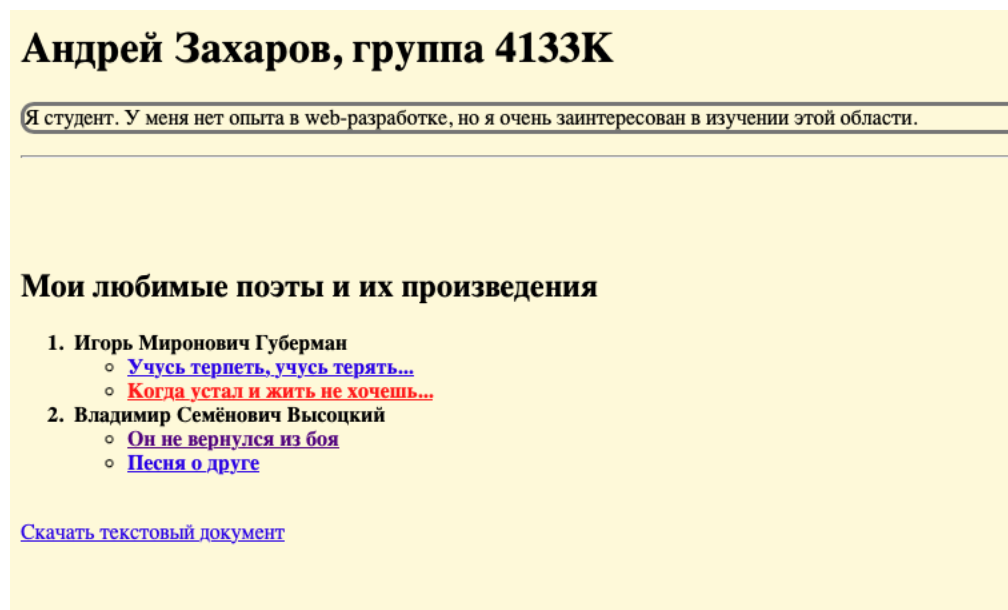 Андрей Захаров, группа 4133К
Я студент. У меня нет опыта в web-разработке, но я очень заинтересован в изучении этой области.
Мои любимые поэты и их произведения
1. Игорь Миронович Губерман
Учусь терпеть, учусь терять...
Когда устал и жить не хочешь...
2. Владимир Семёнович Высоцкий
Он не вернулся из боя
Песня о друге
Скачать текстовый документ